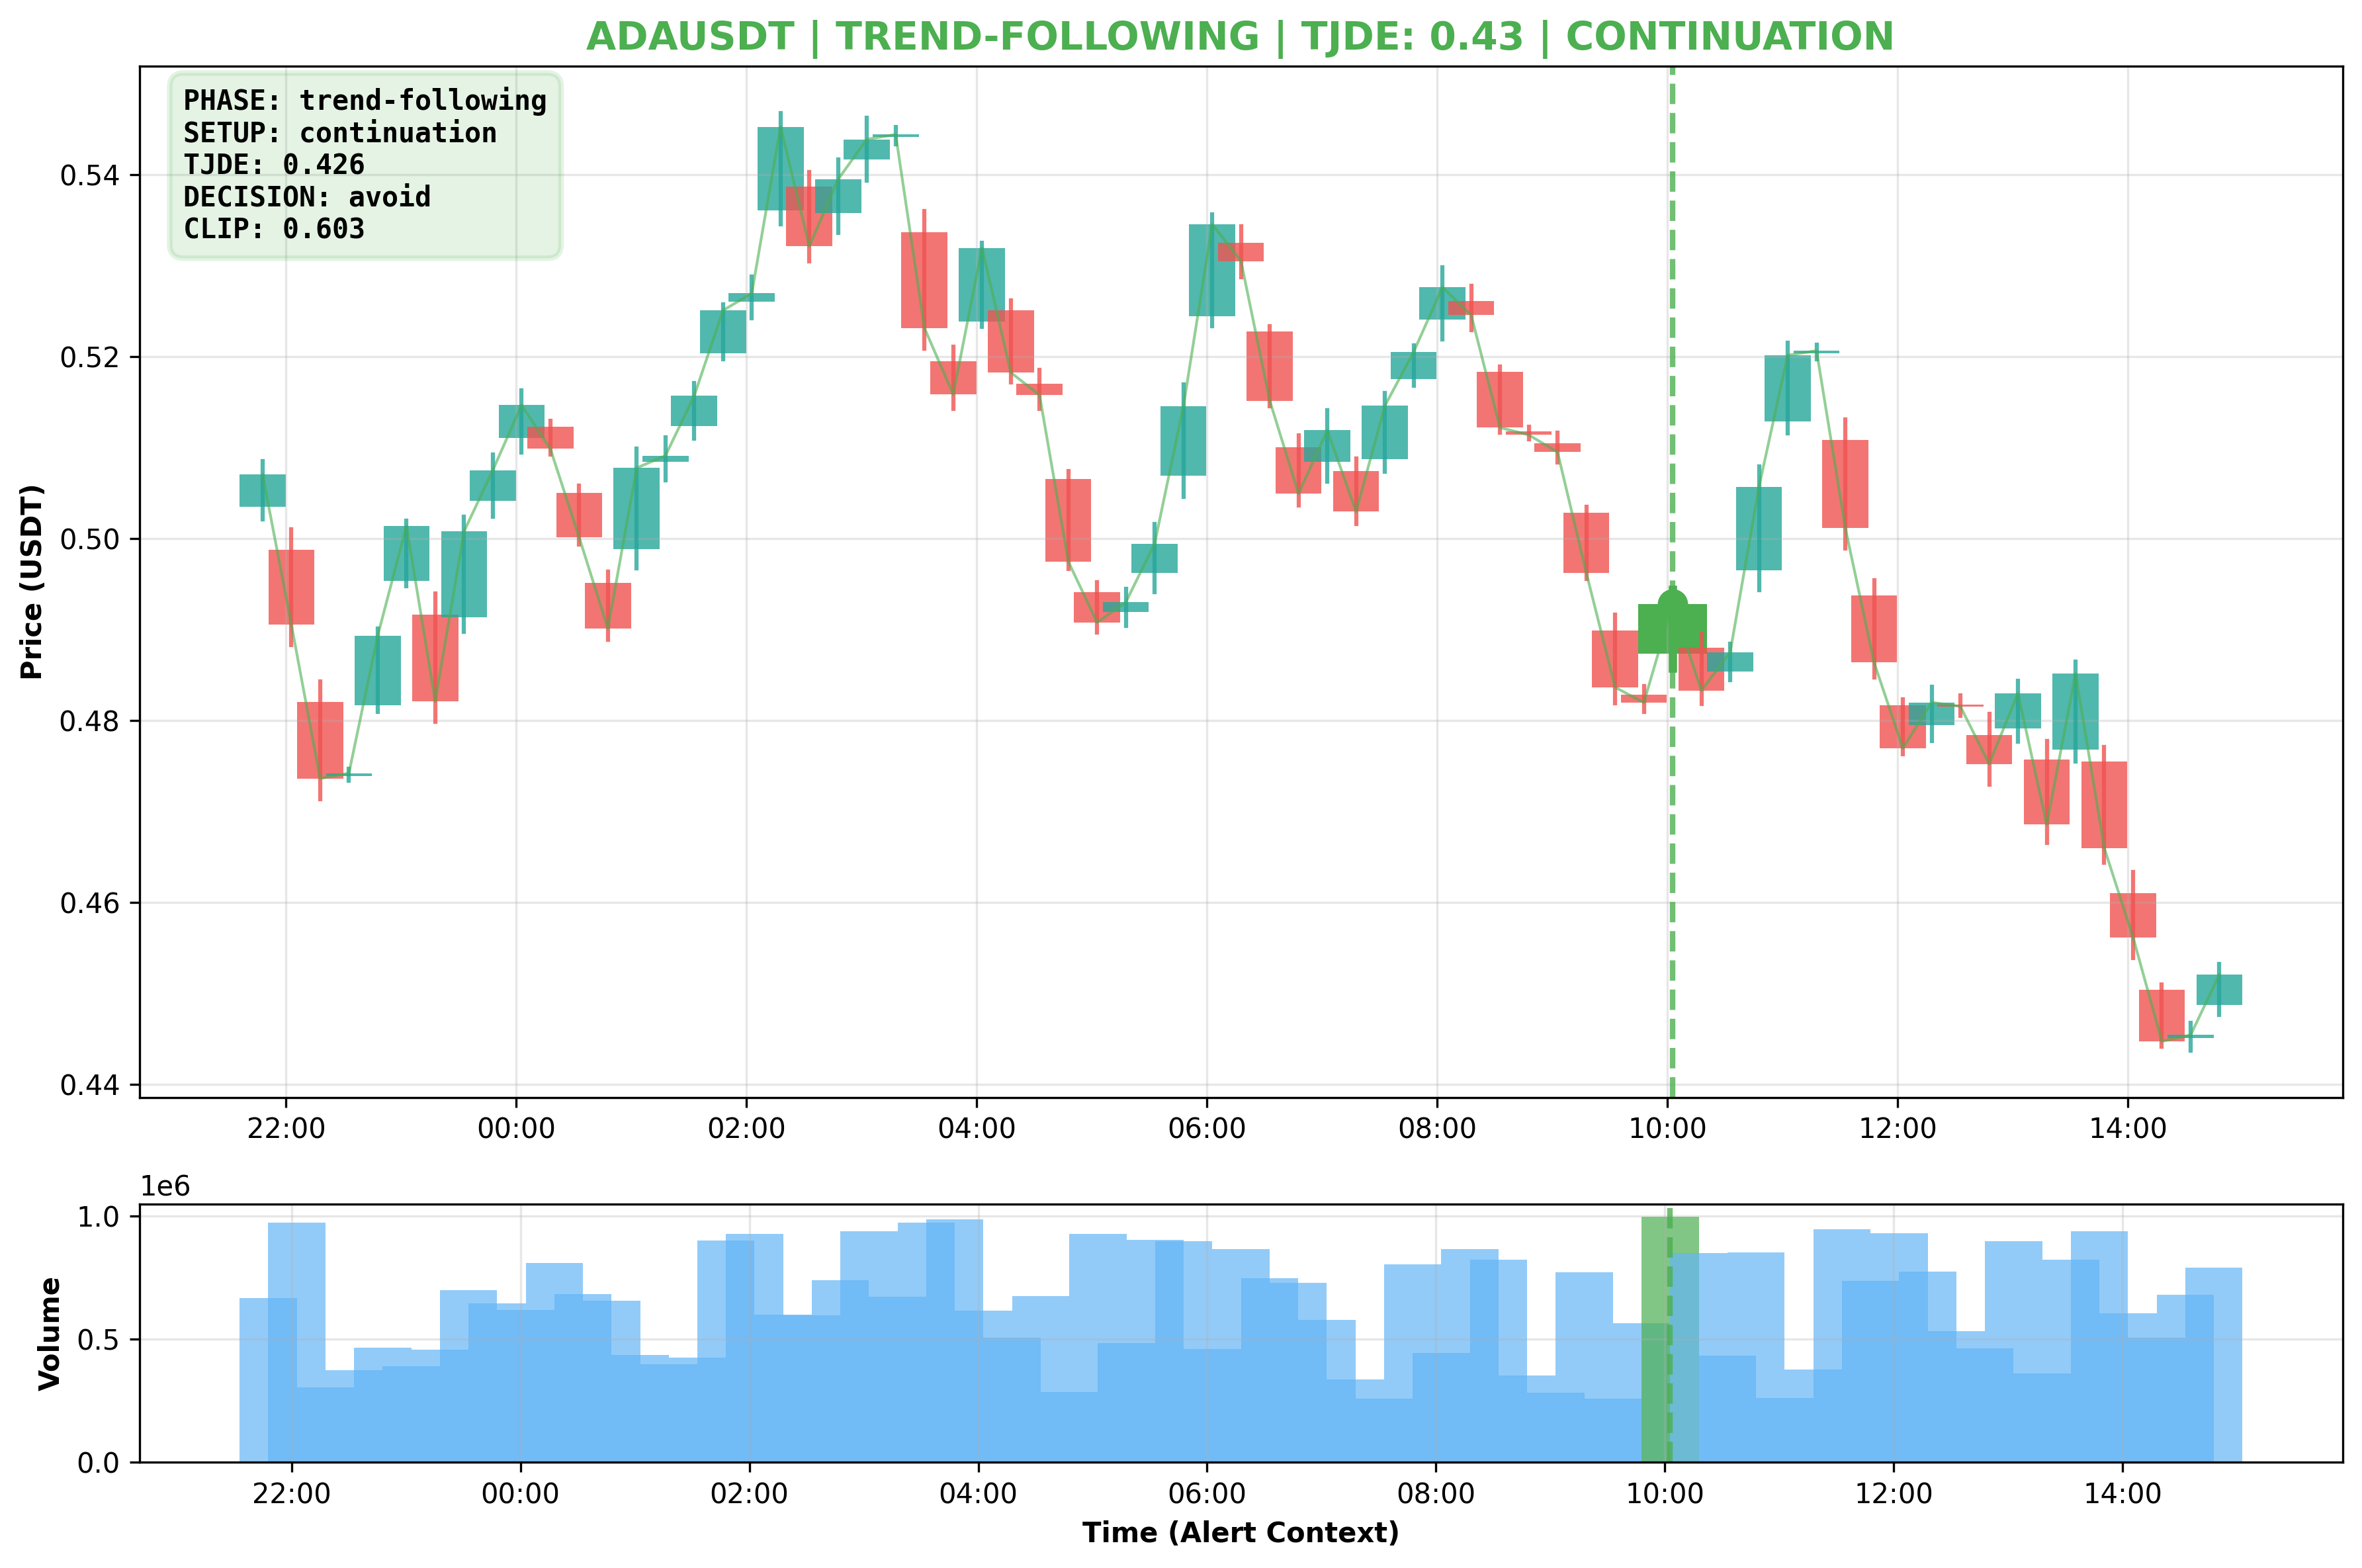 ADAUSDT | TREND-FOLLOWING | TJDE: 0.43 | CONTINUATION
PHASE: trend-following
SETUP: continuation
TJDE: 0.426
DECISION: avoid
CLIP: 0.603
Price (USDT)
0.54
0.52
0.50
0.48
0.46
0.44
22:00 00:00 02:00 04:00 06:00 08:00 10:00 12:00 14:00
1e6
Volume
1.0
0.5
0.0
22:00 00:00 02:00 04:00 06:00 08:00 10:00 12:00 14:00
Time (Alert Context)